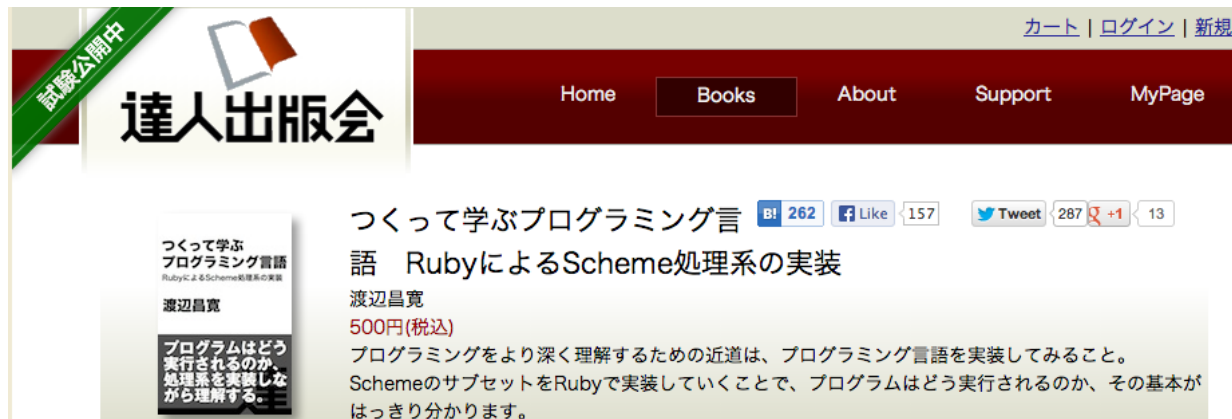 カート | ログイン | 新規
試験公開中
達人出版会
Home Books About Support MyPage
つくって学ぶプログラミング言
語 RubyによるScheme処理系の実装
B! 262 Like 157 Tweet 287 +1 13
渡辺昌寛
500円(税込)
プログラミングをより深く理解するための近道は、プログラミング言語を実装してみること。
SchemeのサブセットをRubyで実装していくことで、プログラムはどう実行されるのか、その基本が
はっきり分かります。
つくって学ぶ
プログラミング言語
RubyによるScheme処理系の実装
渡辺昌寛
プログラムはどう
実行されるのか、
処理系を実装しな
がら理解する。